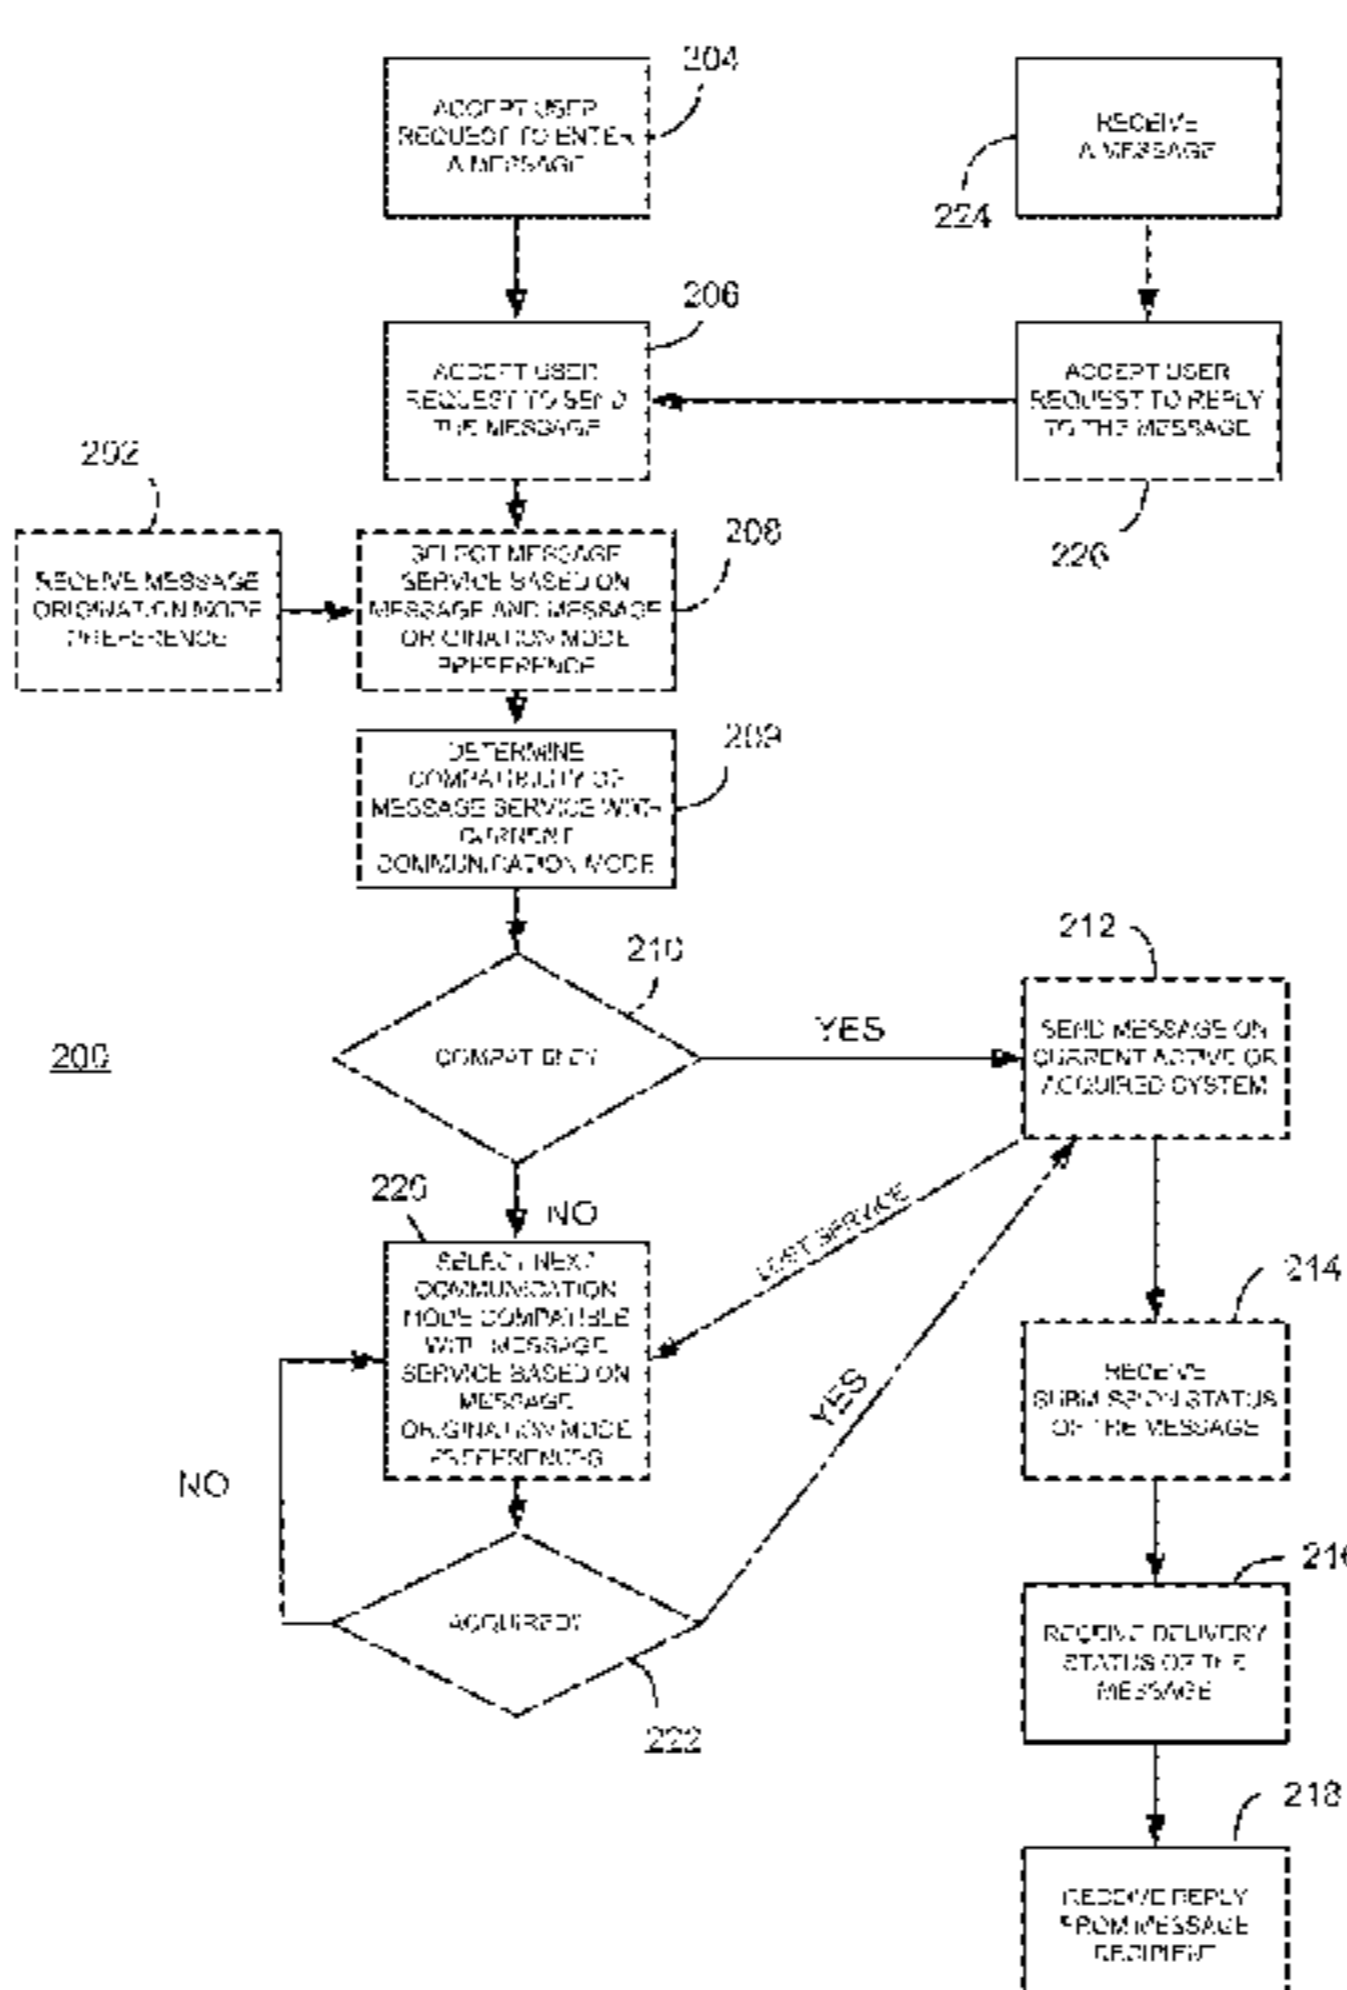 204
ACCEPT USER
REQUEST TO ENTER
A MESSAGE
RECEIVE
A MESSAGE
224
206
ACCEPT USER
REQUEST TO SEND
THE MESSAGE
ACCEPT USER
REQUEST TO REPLY
TO THE MESSAGE
226
202
RECEIVE MESSAGE
ORIGINATION MODE
PREFERENCE
208
SELECT MESSAGE
SERVICE BASED ON
MESSAGE AND MESSAGE
ORIGINATION MODE
PREFERENCE
209
DETERMINE
COMPATIBILITY OF
MESSAGE SERVICE WITH
CURRENT
COMMUNICATION MODE
210
COMPATIBLE?
YES
200
212
SEND MESSAGE ON
CURRENT ACTIVE OR
ACQUIRED SYSTEM
NO
220
SELECT NEXT
COMMUNICATION
MODE COMPATIBLE
WITH MESSAGE
SERVICE BASED ON
MESSAGE
ORIGINATION MODE
PREFERENCES
LOST SERVICE
YES
NO
214
RECEIVE
SUBMISSION STATUS
OF THE MESSAGE
ACQUIRED?
222
216
RECEIVE DELIVERY
STATUS OF THE
MESSAGE
218
RECEIVE REPLY
FROM MESSAGE
RECIPIENT